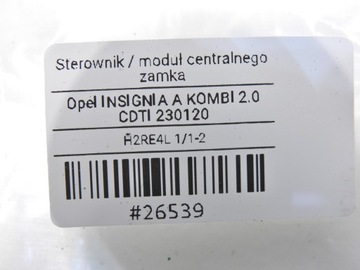 Sterownik / moduł centralnego
zamka
Opel INSIGNIA A KOMBI 2.0
CDTI 230120
R2RE4L 1/1-2
#26539